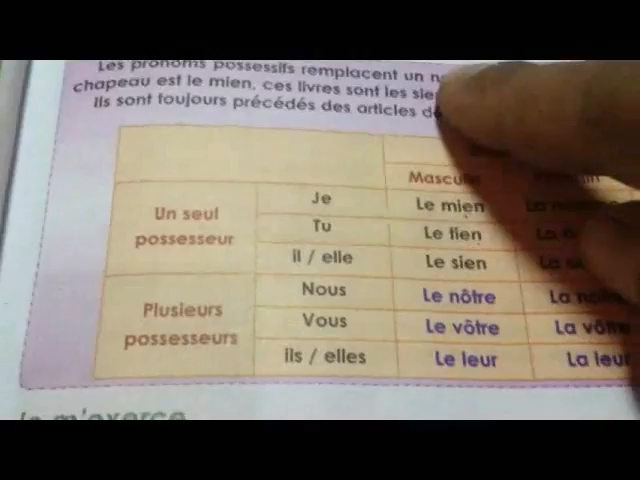 Les pronoms possessifs remplacent un
chapeau est le mien, ces livres sont les
Ils sont toujours précédés des articles
Masculin
Un seul possesseur
Je Le mien
Tu Le tien
il / elle Le sien
Plusieurs possesseurs
Nous Le nôtre La
Vous Le vôtre La
ils / elles Le leur La leur
Je m'exerce